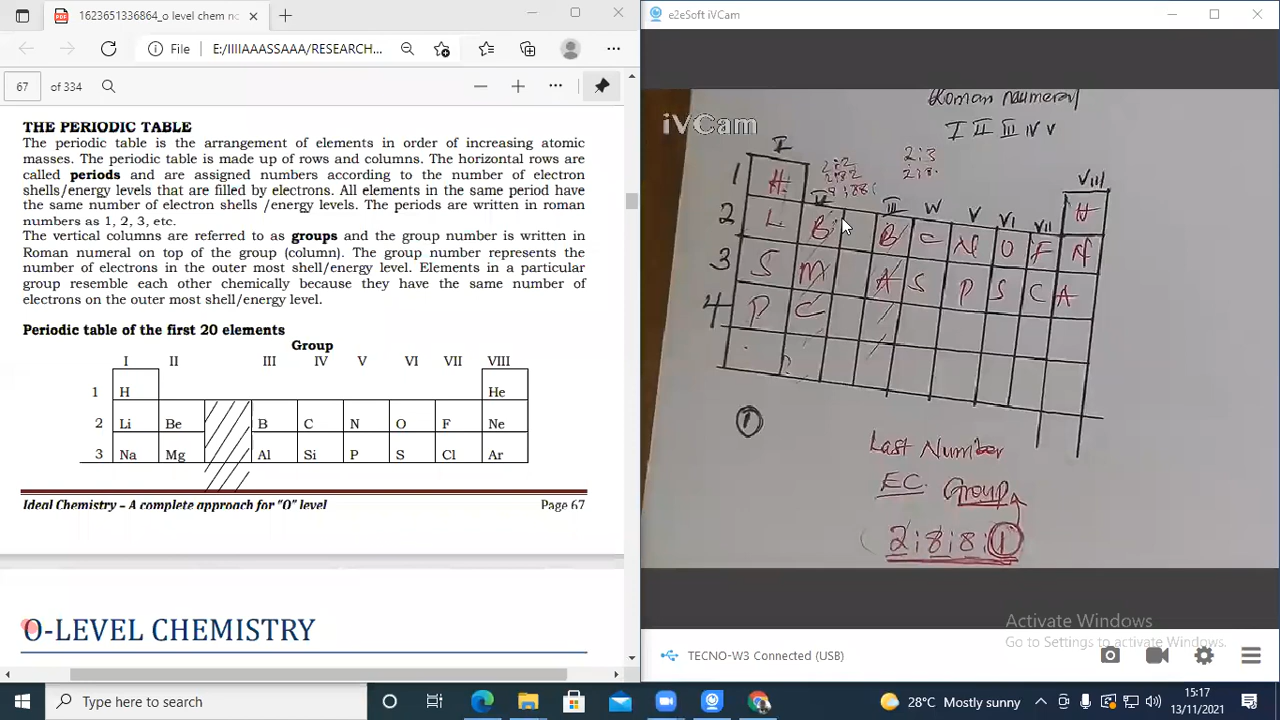 1623651336864_o level chem no
e2eSoft iVCam
File
E:/IIIIAAASSAAA/RESEARCH...
67
of 334
THE PERIODIC TABLE
The periodic table is the arrangement of elements in order of increasing atomic
masses. The periodic table is made up of rows and columns. The horizontal rows are
called periods and are assigned numbers according to the number of electron
shells/energy levels that are filled by electrons. All elements in the same period have
the same number of electron shells /energy levels. The periods are written in roman
numbers as 1, 2, 3, etc.
The vertical columns are referred to as groups and the group number is written in
Roman numeral on top of the group (column). The group number represents the
number of electrons in the outer most shell/energy level. Elements in a particular
group resemble each other chemically because they have the same number of
electrons on the outer most shell/energy level.
Periodic table of the first 20 elements
Group
I II III IV V VI VII VIII
1 H He
2 Li Be B C N O F Ne
3 Na Mg Al Si P S Cl Ar
Ideal Chemistry – A complete approach for "O" level Page 67
O-LEVEL CHEMISTRY
iVCam
Roman Numeral
I II III IV V
2:3
2:8
I II III IV V VI VII VIII
1 H H
2 L B B C N O F N
3 S M A S P S C A
4 P C
1
Last Number
EC. Group
2:8:8:1
Activate Windows
Go to Settings to activate Windows.
TECNO-W3 Connected (USB)
Type here to search
28°C Mostly sunny
15:17
13/11/2021